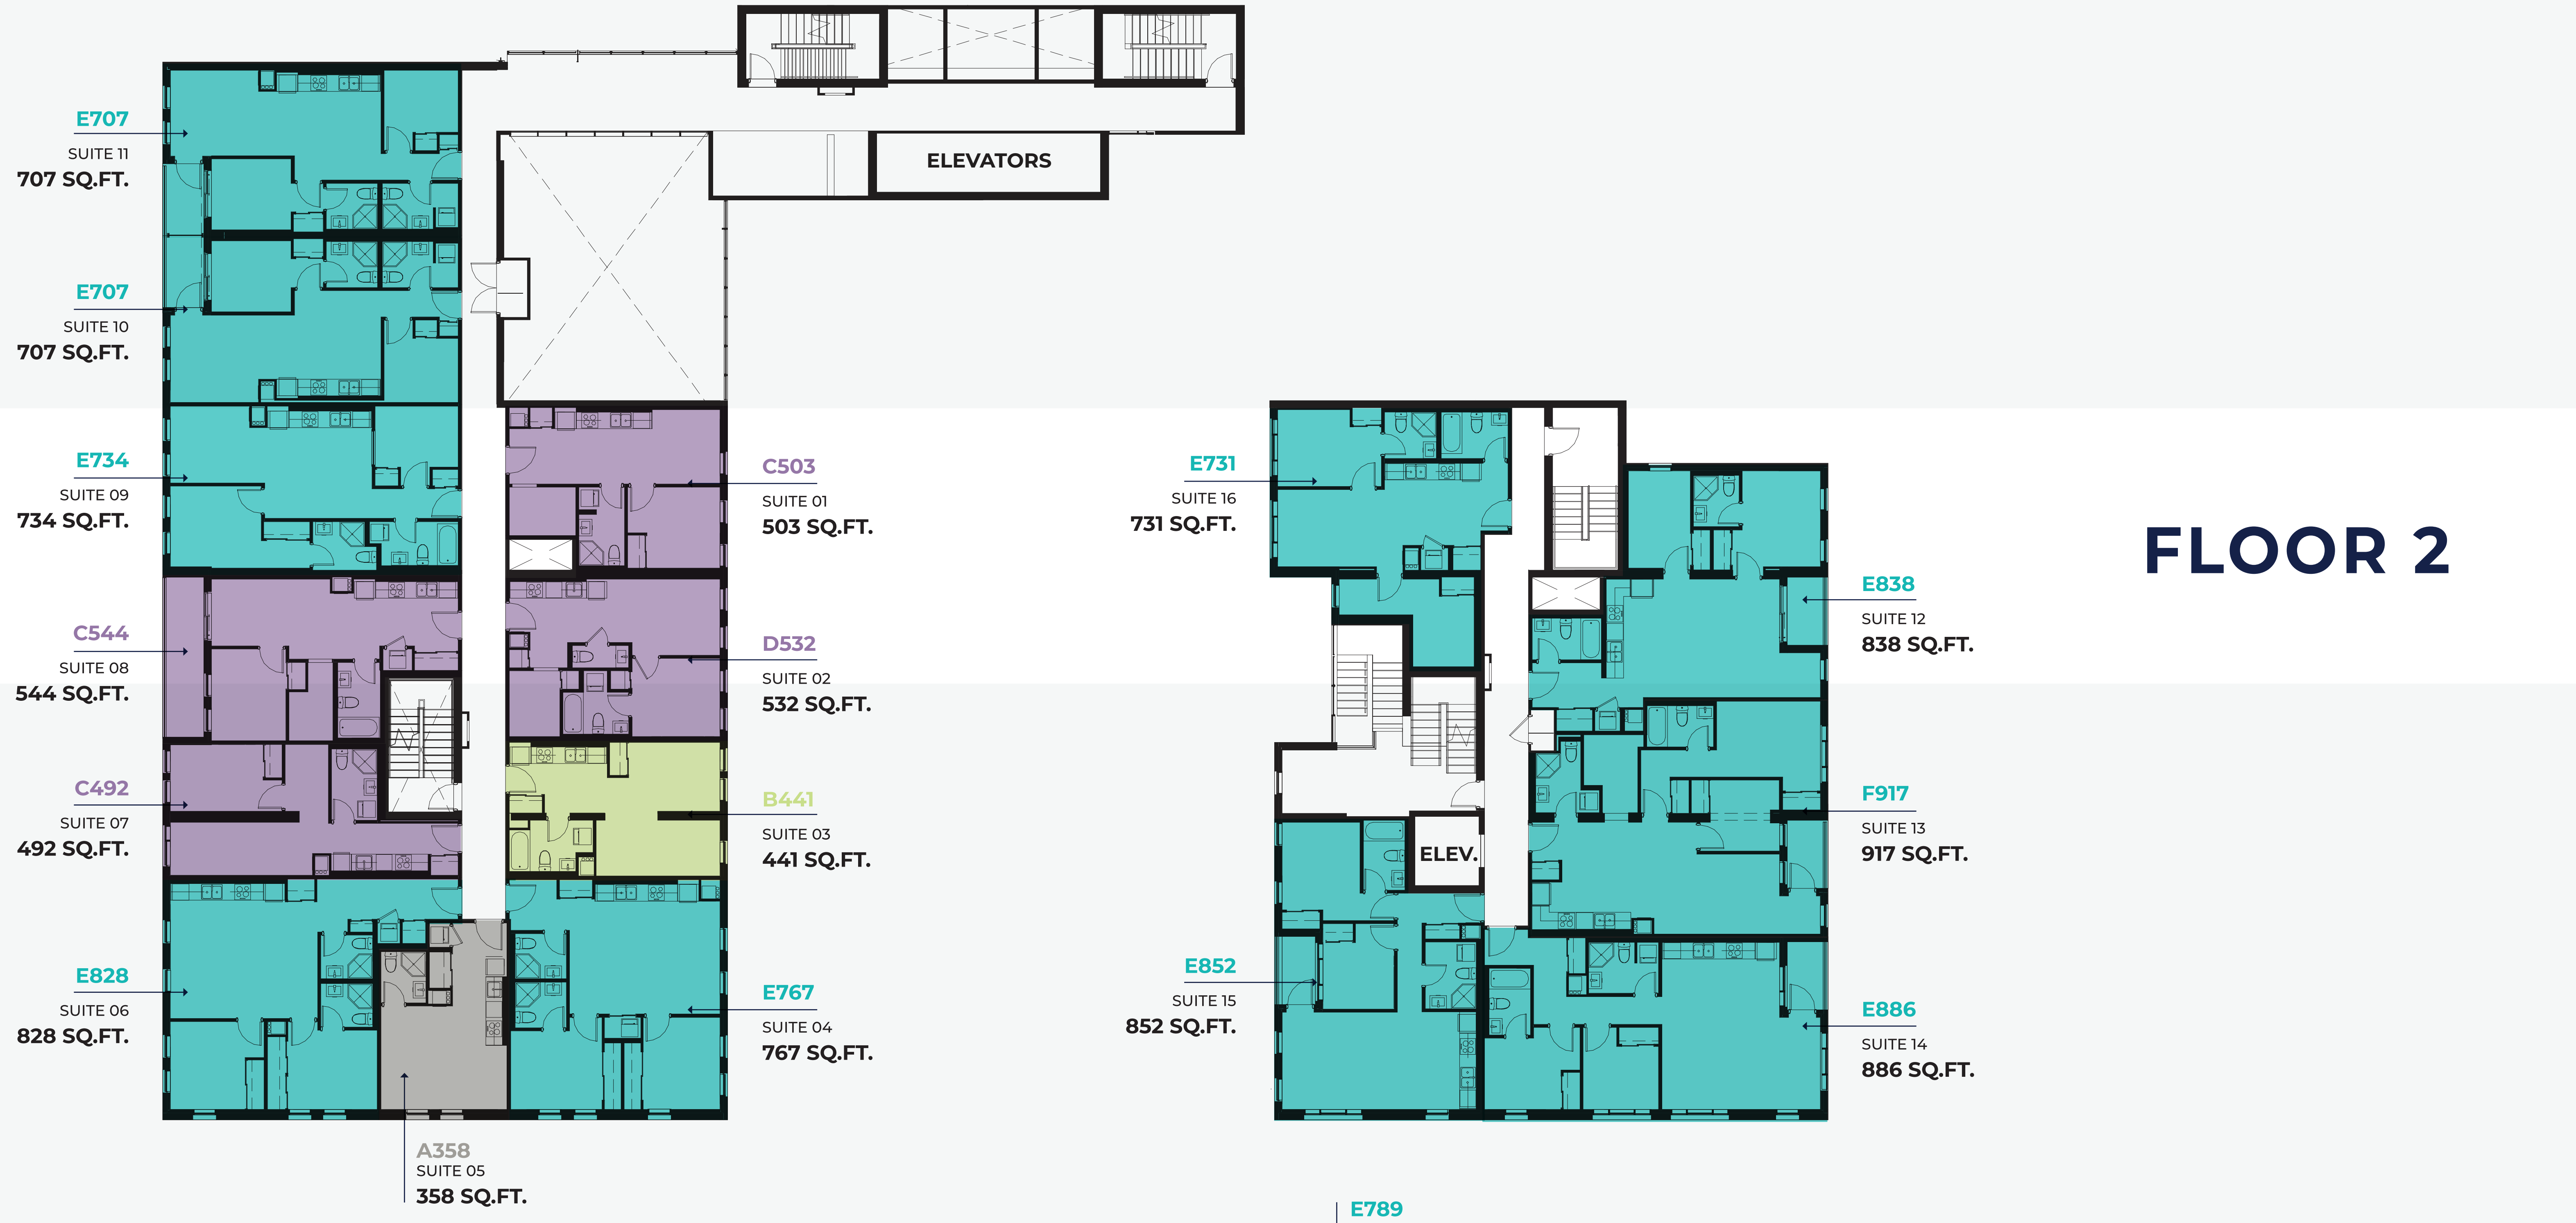 ELEVATORS
E707
SUITE 11
707 SQ.FT.
E707
SUITE 10
707 SQ.FT.
E734
SUITE 09
734 SQ.FT.
C544
SUITE 08
544 SQ.FT.
C492
SUITE 07
492 SQ.FT.
E828
SUITE 06
828 SQ.FT.
A358
SUITE 05
358 SQ.FT.
C503
SUITE 01
503 SQ.FT.
D532
SUITE 02
532 SQ.FT.
B441
SUITE 03
441 SQ.FT.
E767
SUITE 04
767 SQ.FT.
E731
SUITE 16
731 SQ.FT.
ELEV.
E852
SUITE 15
852 SQ.FT.
E838
SUITE 12
838 SQ.FT.
F917
SUITE 13
917 SQ.FT.
E886
SUITE 14
886 SQ.FT.
E789
FLOOR 2